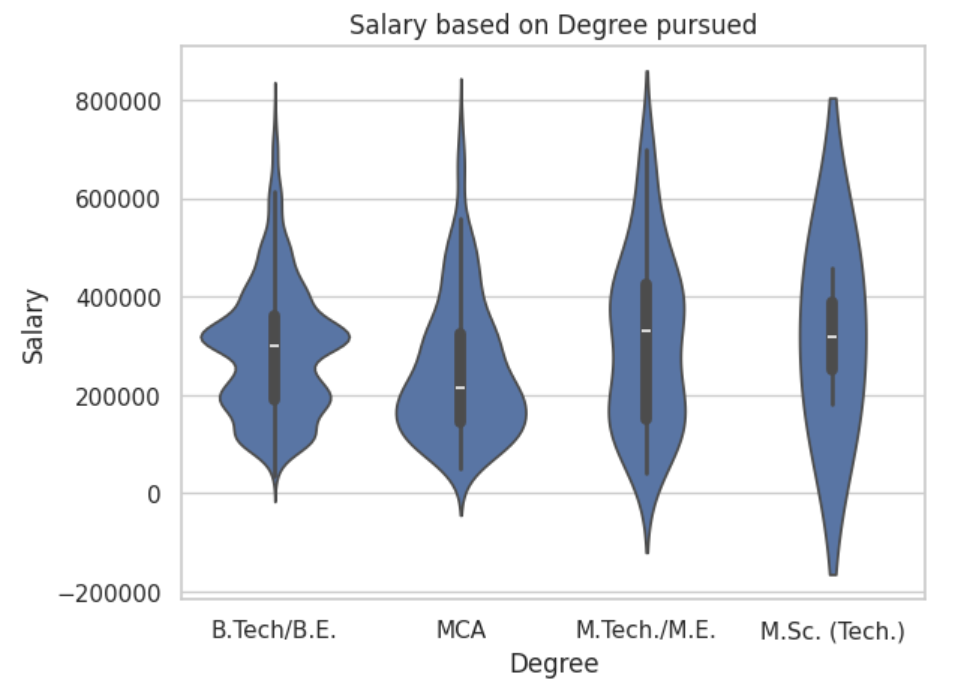 Salary based on Degree pursued
800000
600000
400000
200000
0
−200000
Salary
B.Tech/B.E. MCA M.Tech./M.E. M.Sc. (Tech.)
Degree